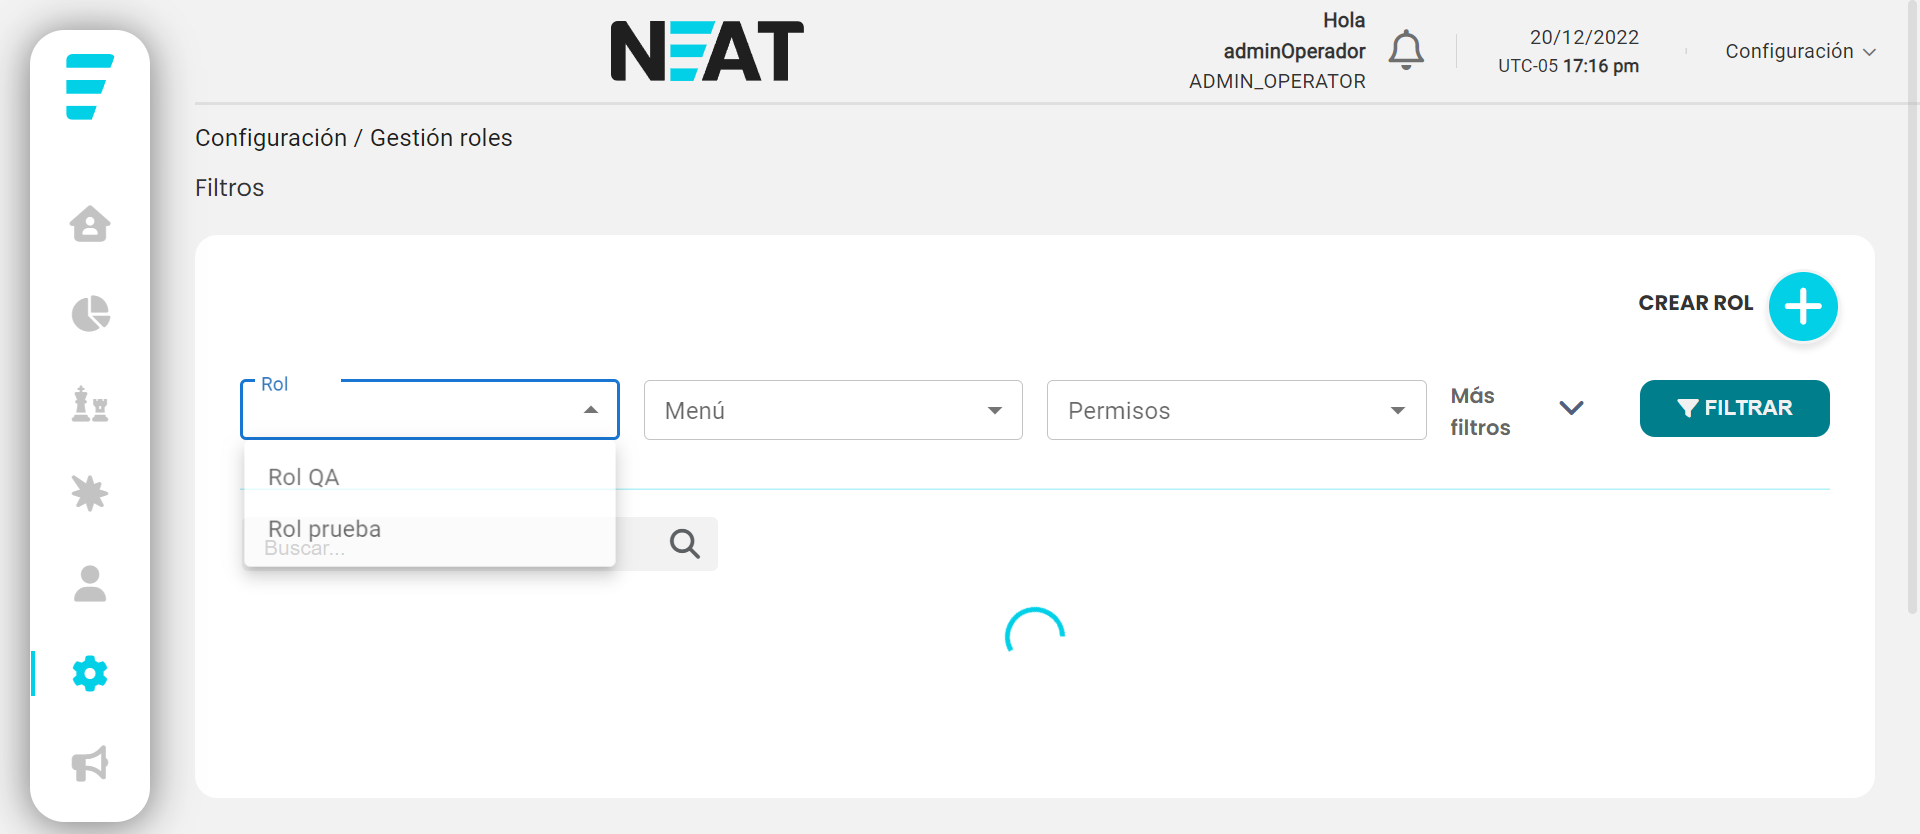 NEAT
Hola
adminOperador
ADMIN_OPERATOR
20/12/2022
UTC-05 17:16 pm
Configuración
Configuración / Gestión roles
Filtros
CREAR ROL
Rol
Menú
Permisos
Más
filtros
FILTRAR
Rol QA
Rol prueba
Buscar...